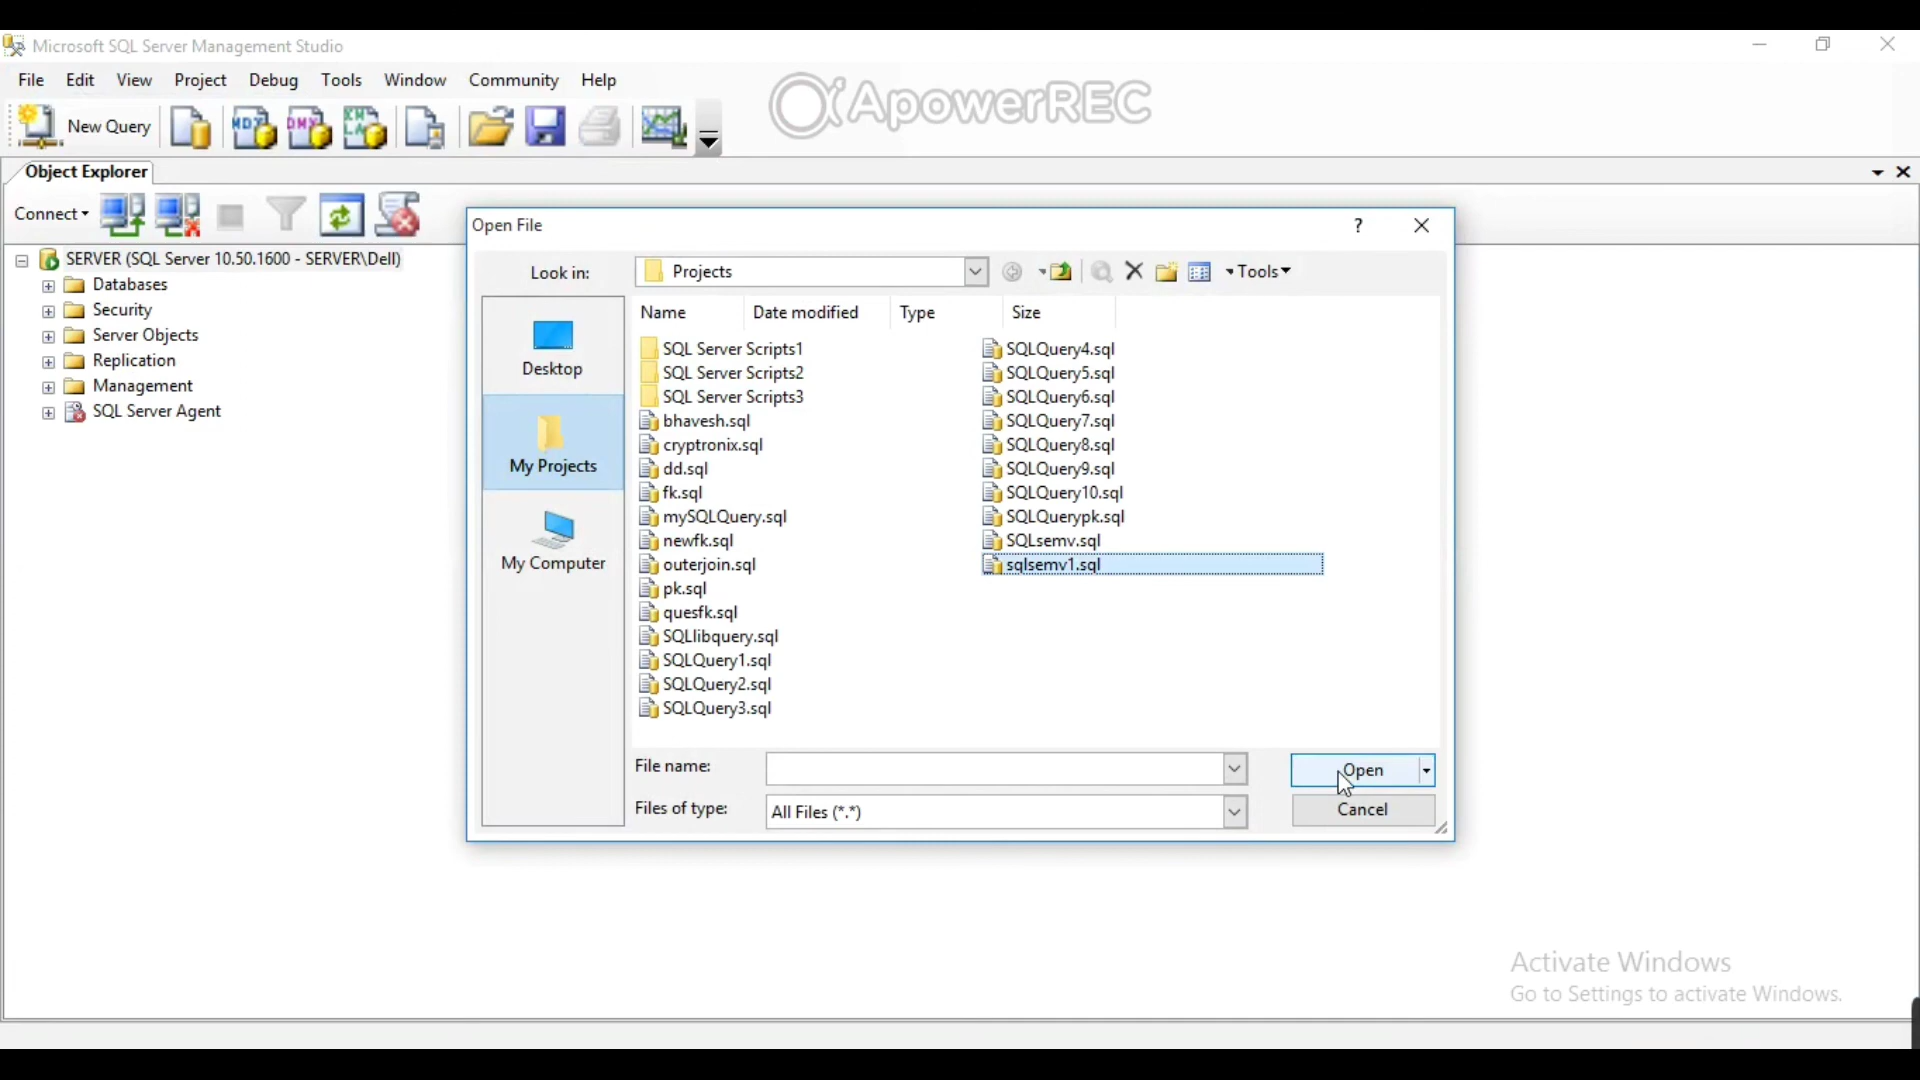 Microsoft SQL Server Management Studio
File Edit View Project Debug Tools Window Community Help
ApowerREC
New Query
MDX DMX XMLA
Object Explorer
Connect
SERVER (SQL Server 10.50.1600 - SERVER\Dell)
Databases
Security
Server Objects
Replication
Management
SQL Server Agent
Open File
?
Look in: Projects Tools
Desktop
My Projects
My Computer
Name Date modified Type Size
SQL Server Scripts1
SQL Server Scripts2
SQL Server Scripts3
bhavesh.sql
cryptronix.sql
dd.sql
fk.sql
mySQLQuery.sql
newfk.sql
outerjoin.sql
pk.sql
quesfk.sql
SQLlibquery.sql
SQLQuery1.sql
SQLQuery2.sql
SQLQuery3.sql
SQLQuery4.sql
SQLQuery5.sql
SQLQuery6.sql
SQLQuery7.sql
SQLQuery8.sql
SQLQuery9.sql
SQLQuery10.sql
SQLQuerypk.sql
SQLsemv.sql
sqlsemv1.sql
File name: Open
Files of type: All Files (*.*) Cancel
Activate Windows
Go to Settings to activate Windows.